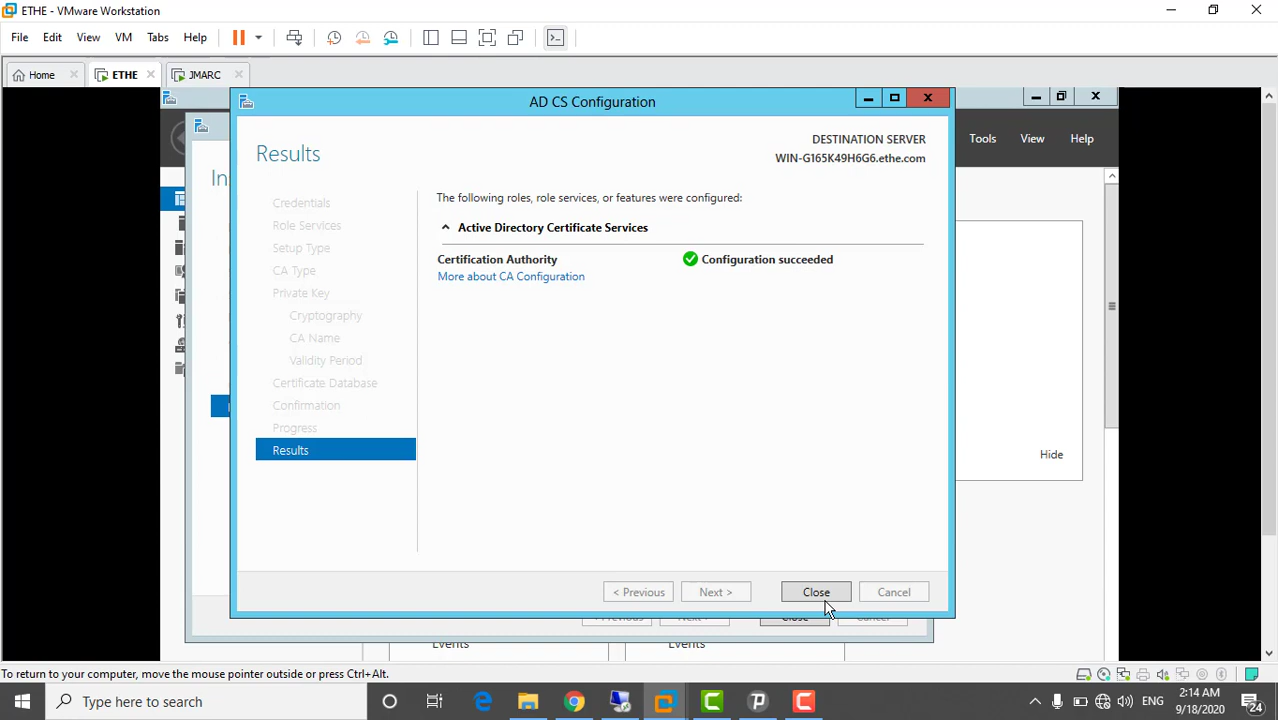 ETHE - VMware Workstation
File Edit View VM Tabs Help
Home ETHE JMARC
AD CS Configuration
Tools View Help
Results
DESTINATION SERVER
WIN-G165K49H6G6.ethe.com
In
Credentials
Role Services
Setup Type
CA Type
Private Key
Cryptography
CA Name
Validity Period
Certificate Database
Confirmation
Progress
Results
The following roles, role services, or features were configured:
Active Directory Certificate Services
Certification Authority Configuration succeeded
More about CA Configuration
Hide
< Previous Next > Close Cancel
< Previous Next > Close Cancel
Events Events
To return to your computer, move the mouse pointer outside or press Ctrl+Alt.
Type here to search
ENG
2:14 AM
9/18/2020
24